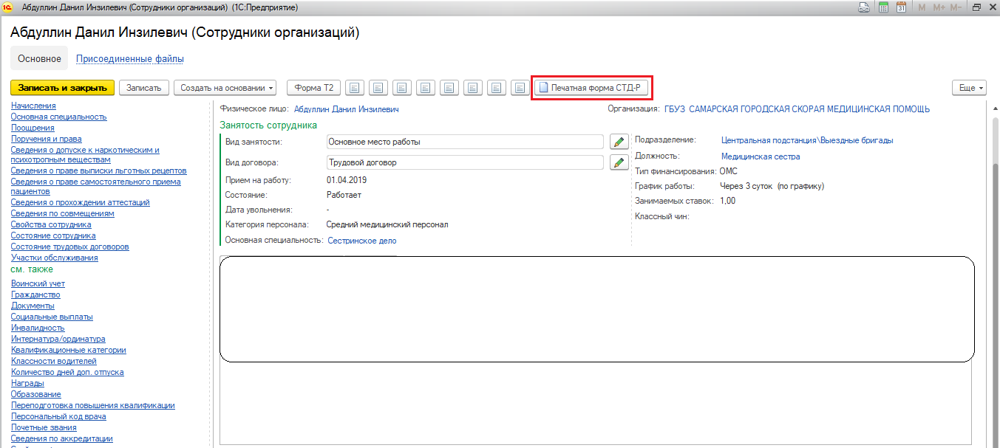 Абдуллин Данил Инзилевич (Сотрудники организаций) (1С:Предприятие)
M M+ M-
Абдуллин Данил Инзилевич (Сотрудники организаций)
Основное Присоединенные файлы
Записать и закрыть Записать Создать на основании Форма Т2 Печатная форма СТД-Р Еще
Начисления
Основная специальность
Поощрения
Поручения и права
Сведения о допуске к наркотическим и
психотропным веществам
Сведения о праве выписки льготных рецептов
Сведения о праве самостоятельного приема
пациентов
Сведения о прохождении аттестаций
Сведения по совмещениям
Свойства сотрудника
Состояние сотрудника
Состояние трудовых договоров
Участки обслуживания
см. также
Воинский учет
Гражданство
Документы
Социальные выплаты
Инвалидность
Интернатура/ординатура
Квалификационные категории
Классности водителей
Количество дней доп. отпуска
Награды
Образование
Переподготовка повышения квалификации
Персональный код врача
Почетные звания
Сведения по аккредитации
Физическое лицо: Абдуллин Данил Инзилевич
Организация: ГБУЗ САМАРСКАЯ ГОРОДСКАЯ СКОРАЯ МЕДИЦИНСКАЯ ПОМОЩЬ
Занятость сотрудника
Вид занятости: Основное место работы
Вид договора: Трудовой договор
Прием на работу: 01.04.2019
Состояние: Работает
Дата увольнения: -
Категория персонала: Средний медицинский персонал
Основная специальность: Сестринское дело
Подразделение: Центральная подстанция\Выездные бригады
Должность: Медицинская сестра
Тип финансирования: ОМС
График работы: Через 3 суток (по графику)
Занимаемых ставок: 1,00
Классный чин: